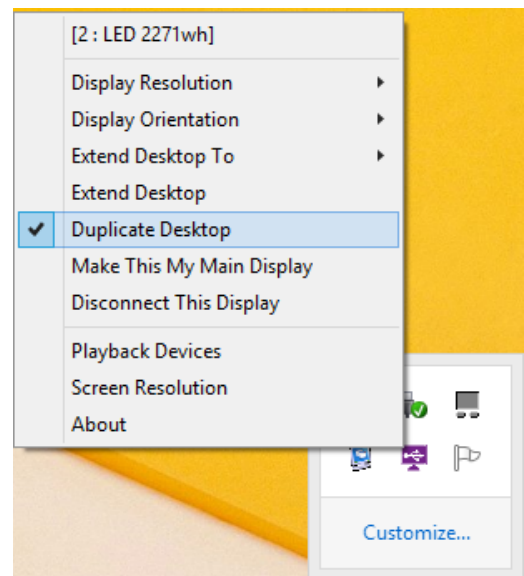 [2 : LED 2271wh]
Display Resolution
Display Orientation
Extend Desktop To
Extend Desktop
Duplicate Desktop
Make This My Main Display
Disconnect This Display
Playback Devices
Screen Resolution
About
Customize...